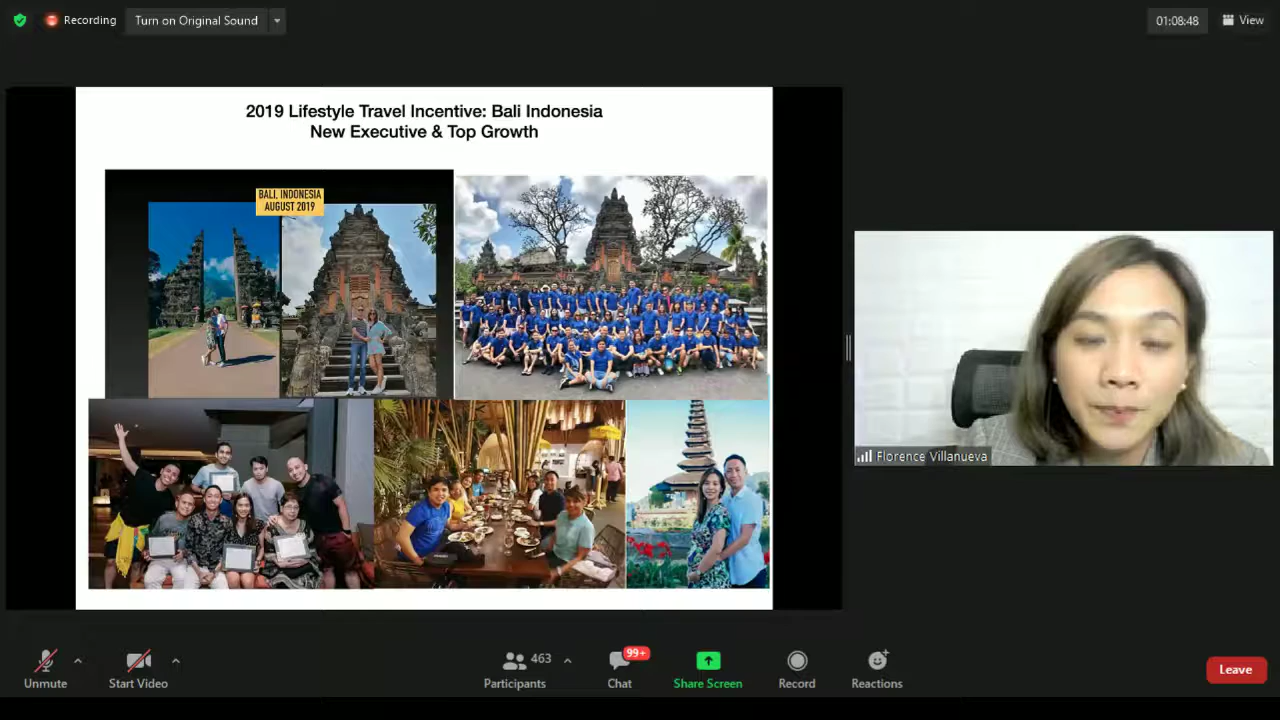 Recording
Turn on Original Sound
01:08:48
View
2019 Lifestyle Travel Incentive: Bali Indonesia
New Executive & Top Growth
BALI, INDONESIA
AUGUST 2019
Florence Villanueva
Unmute
Start Video
463
Participants
99+
Chat
Share Screen
Record
Reactions
Leave